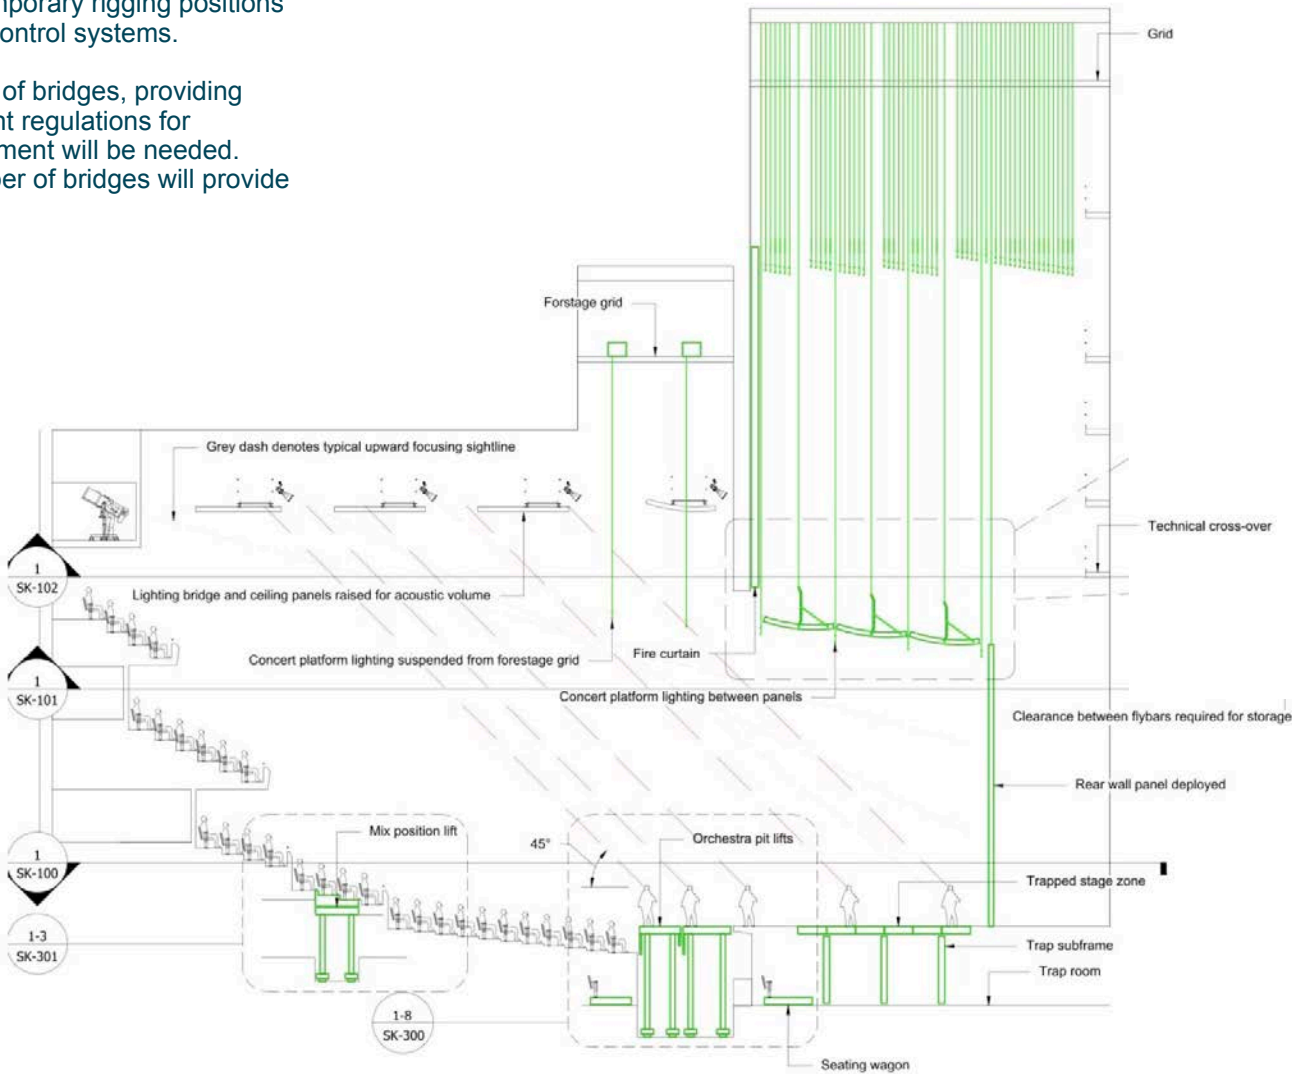 mporary rigging positions
ontrol systems.
of bridges, providing
nt regulations for
ment will be needed.
ber of bridges will provide
Grid
Forstage grid
Grey dash denotes typical upward focusing sightline
Technical cross-over
1
SK-102
Lighting bridge and ceiling panels raised for acoustic volume
Fire curtain
Concert platform lighting suspended from forestage grid
1
SK-101
Concert platform lighting between panels
Clearance between flybars required for storage
Rear wall panel deployed
Mix position lift
Orchestra pit lifts
45°
1
SK-100
Trapped stage zone
1-3
SK-301
Trap subframe
Trap room
1-8
SK-300
Seating wagon